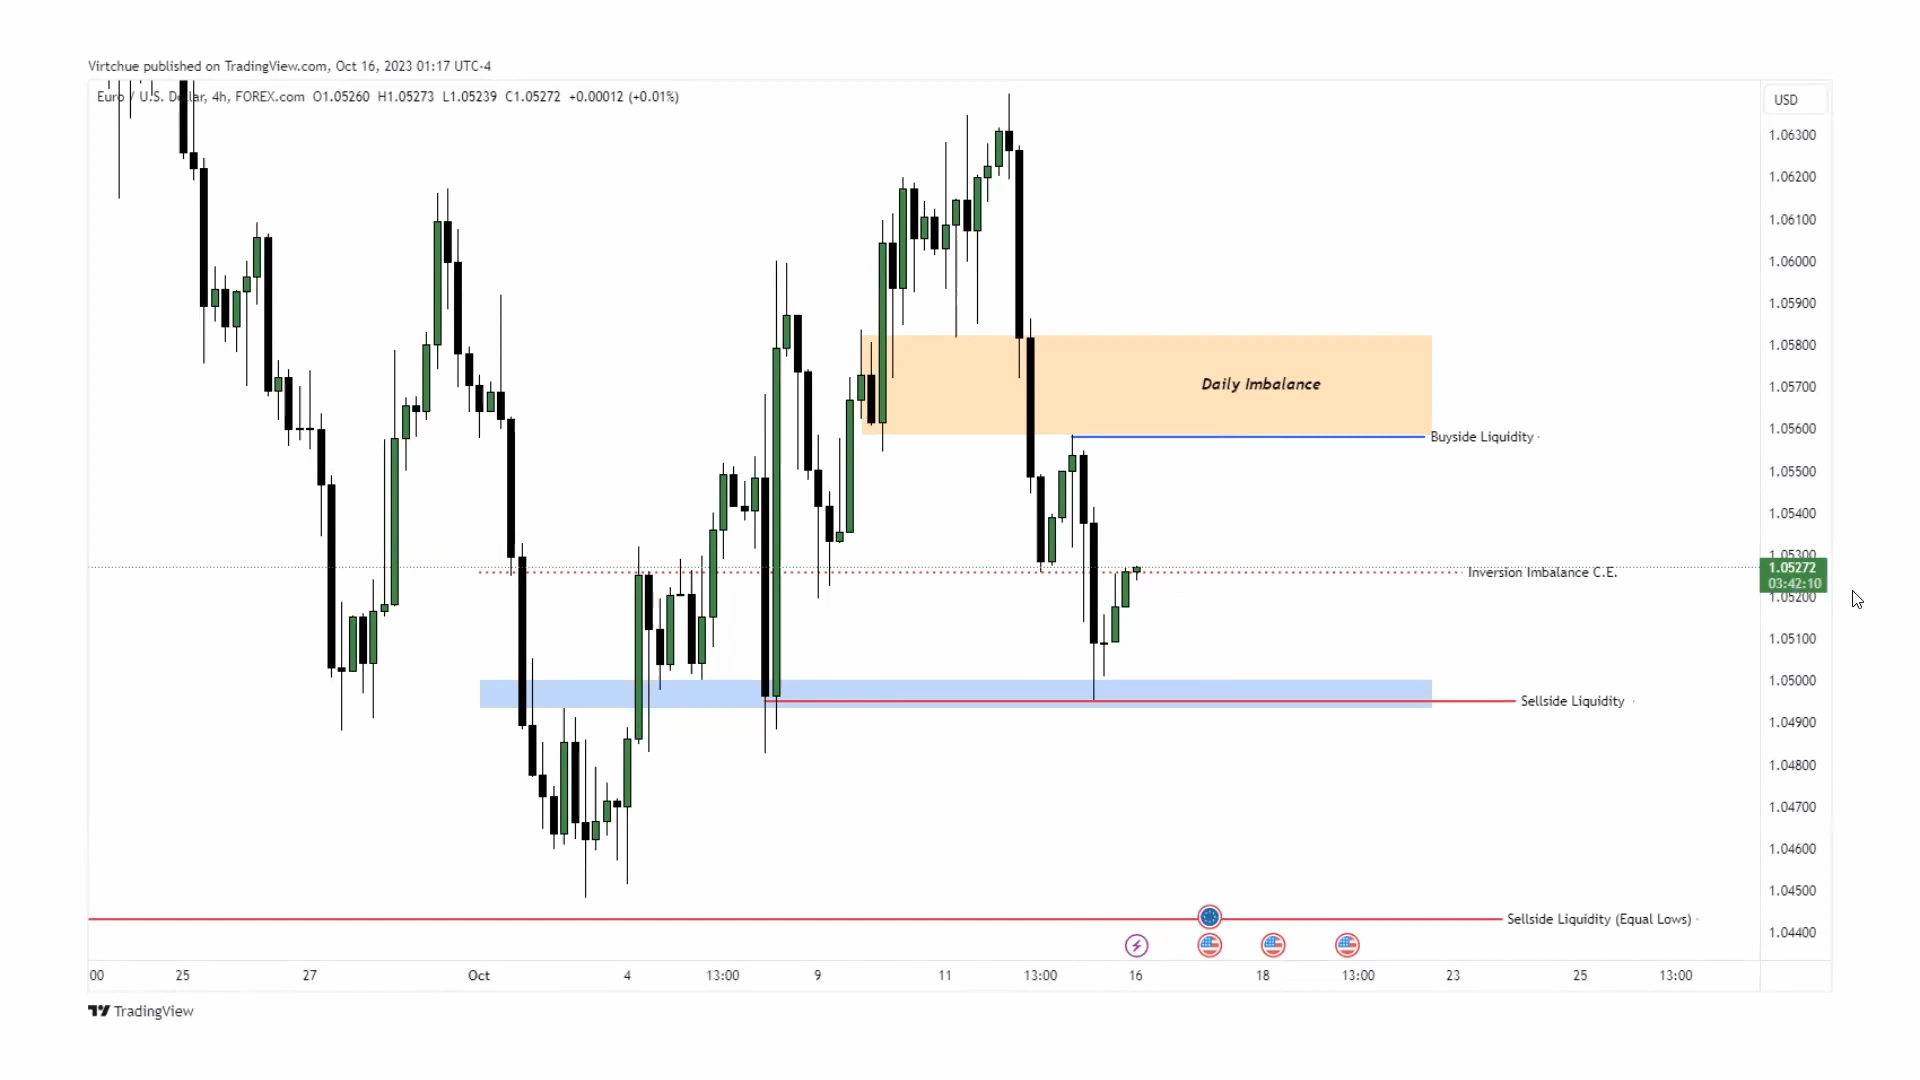 Virtchue published on TradingView.com, Oct 16, 2023 01:17 UTC-4
Euro / U.S. Dollar, 4h, FOREX.com O1.05260 H1.05273 L1.05239 C1.05272 +0.00012 (+0.01%)
USD
1.06300
1.06200
1.06100
1.06000
1.05900
1.05800
Daily Imbalance
1.05700
1.05600
Buyside Liquidity
1.05500
1.05400
1.05300
1.05272
Inversion Imbalance C.E.
03:42:10
1.05200
1.05100
1.05000
Sellside Liquidity
1.04900
1.04800
1.04700
1.04600
1.04500
Sellside Liquidity (Equal Lows)
1.04400
00 25 27 Oct 4 13:00 9 11 13:00 16 18 13:00 23 25 13:00
TradingView